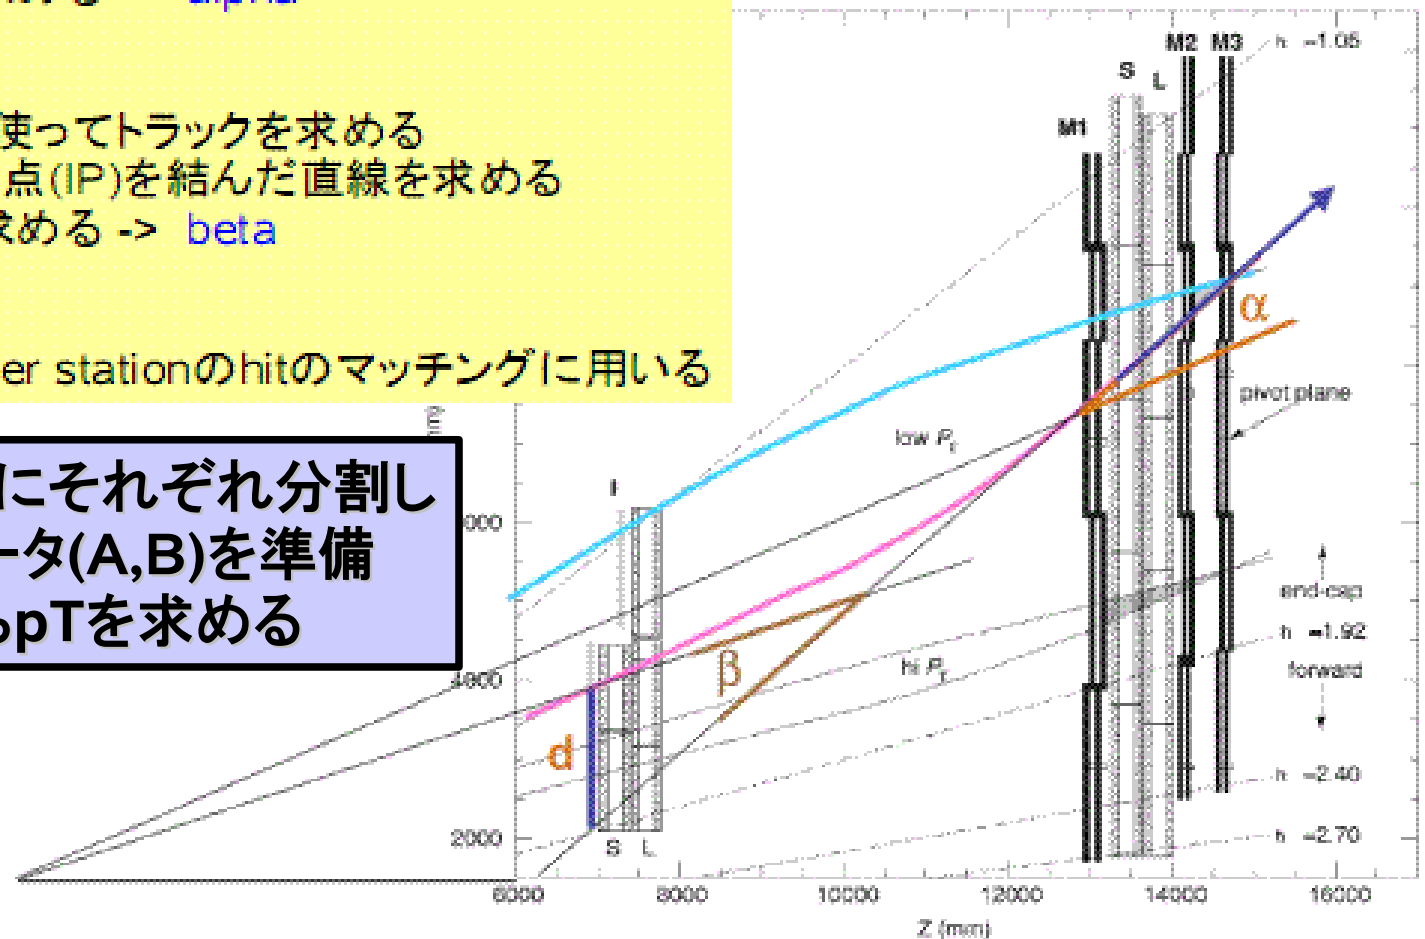 alpha
使ってトラックを求める
点(IP)を結んだ直線を求める
求める -> beta
er stationのhitのマッチングに用いる
にそれぞれ分割し
ータ(A,B)を準備
pTを求める
M1
S
L
M2 M3
h =1.05
α
pivot plane
low P
I
000
4000
β
hi P
end-cap
h =1.92
forward
d
h =2.40
2000
S L
h =2.70
6000 8000 10000 12000 14000 16000
Z (mm)